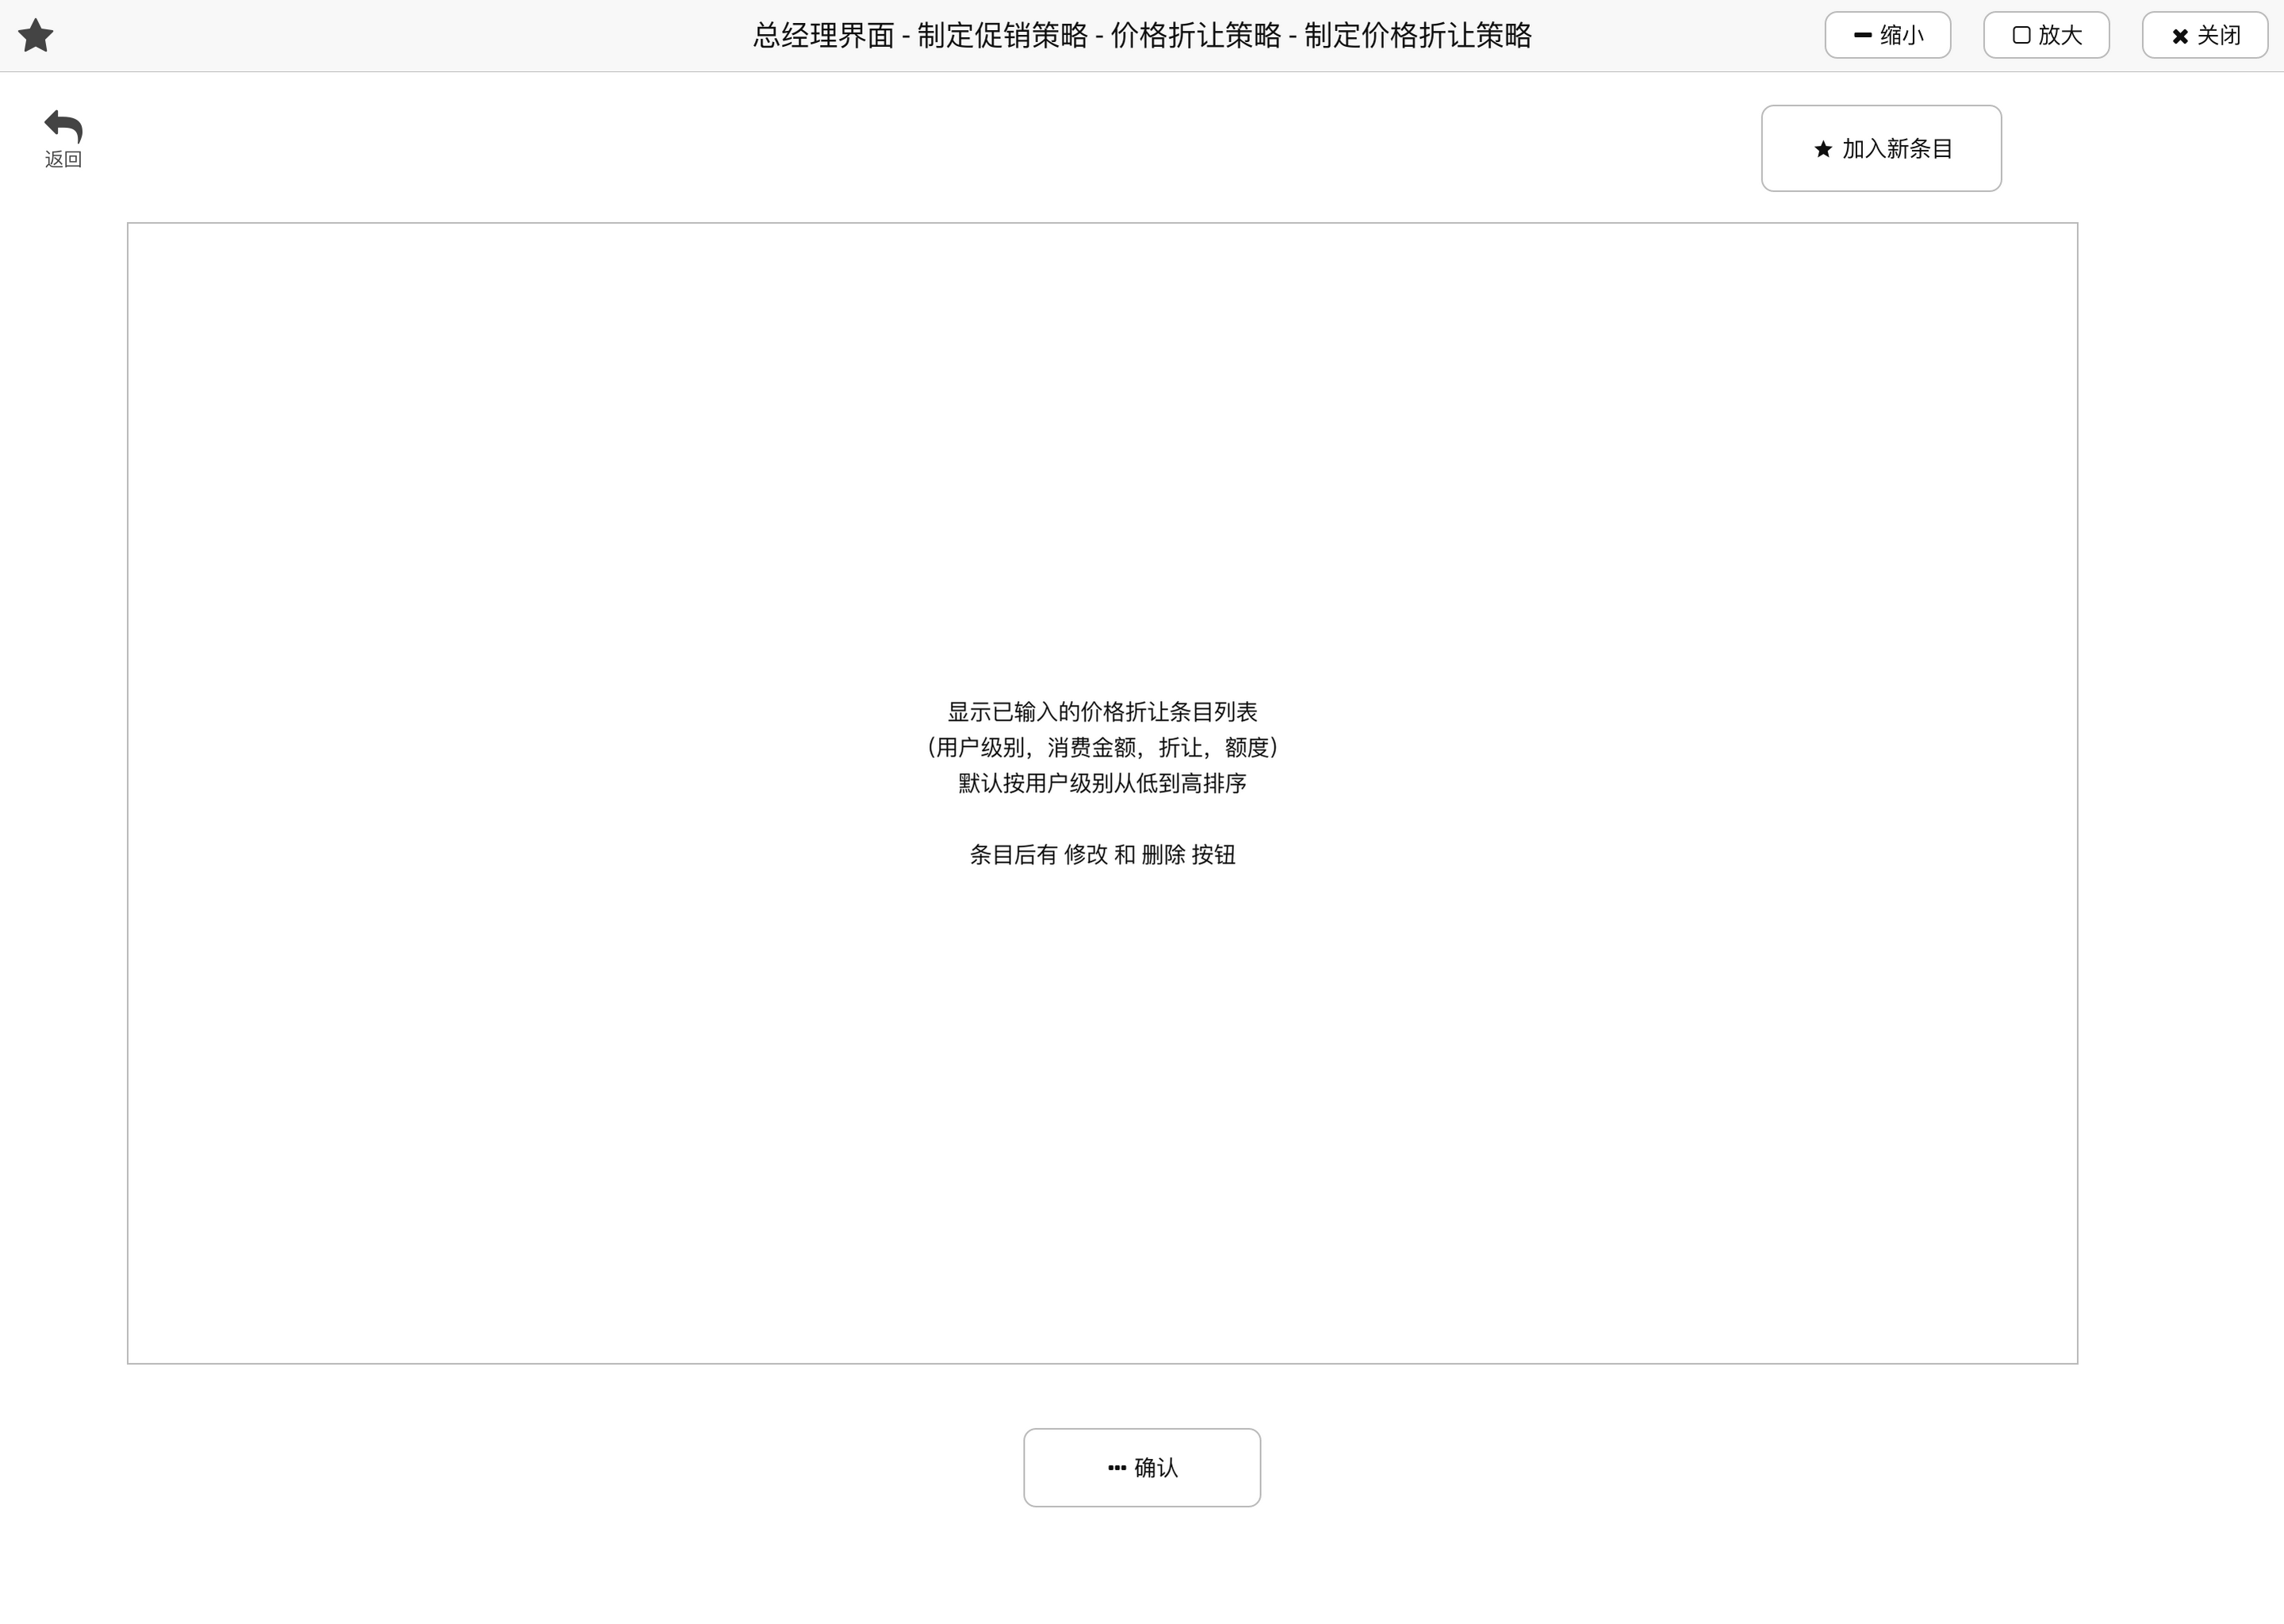 总经理界面 - 制定促销策略 - 价格折让策略 - 制定价格折让策略
缩小
放大
关闭
返回
加入新条目
显示已输入的价格折让条目列表
（用户级别，消费金额，折让，额度）
默认按用户级别从低到高排序
条目后有 修改 和 删除 按钮
确认